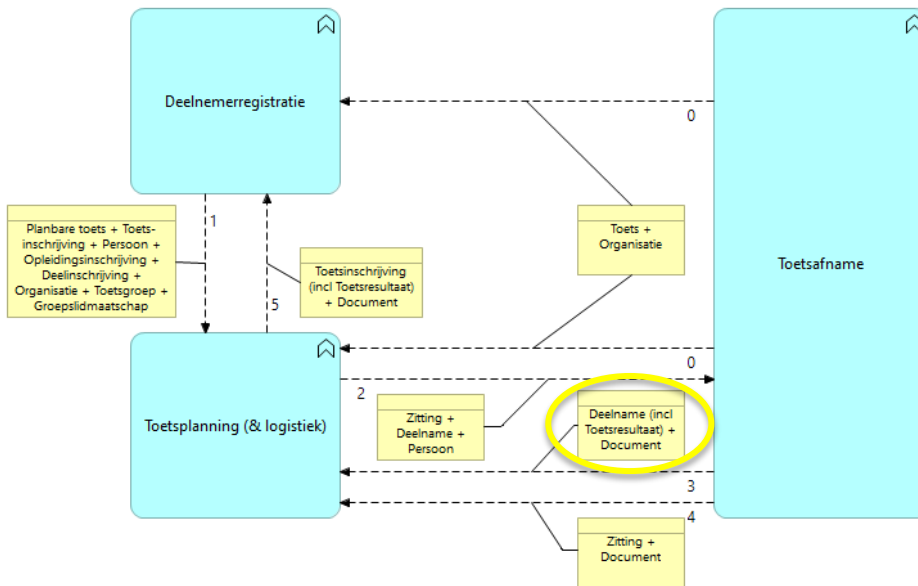 Deelnemerregistratie
0
1
Planbare toets + Toets-
inschrijving + Persoon +
Opleidingsinschrijving +
Deelinschrijving +
Organisatie + Toetsgroep +
Groepslidmaatschap
Toetsinschrijving
(incl Toetsresultaat)
+ Document
5
Toets +
Organisatie
Toetsafname
Toetsplanning (& logistiek)
0
2
Zitting +
Deelname +
Persoon
Deelname (incl
Toetsresultaat) +
Document
3
4
Zitting +
Document